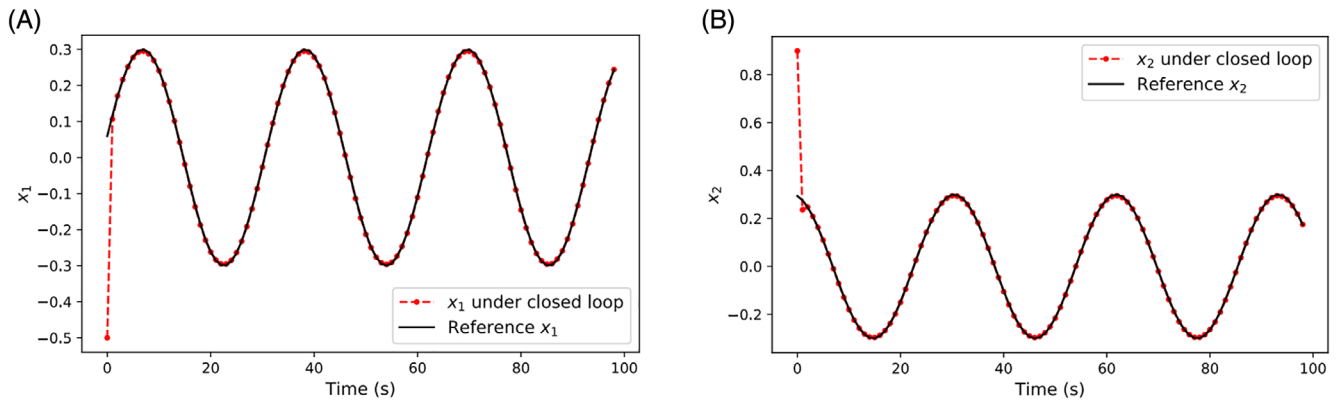 (A)
0.3
0.2
0.1
0.0
−0.1
−0.2
−0.3
−0.4
−0.5
x₁
0 20 40 60 80 100
Time (s)
x₁ under closed loop
Reference x₁
(B)
0.8
0.6
0.4
0.2
0.0
−0.2
x₂
0 20 40 60 80 100
Time (s)
x₂ under closed loop
Reference x₂